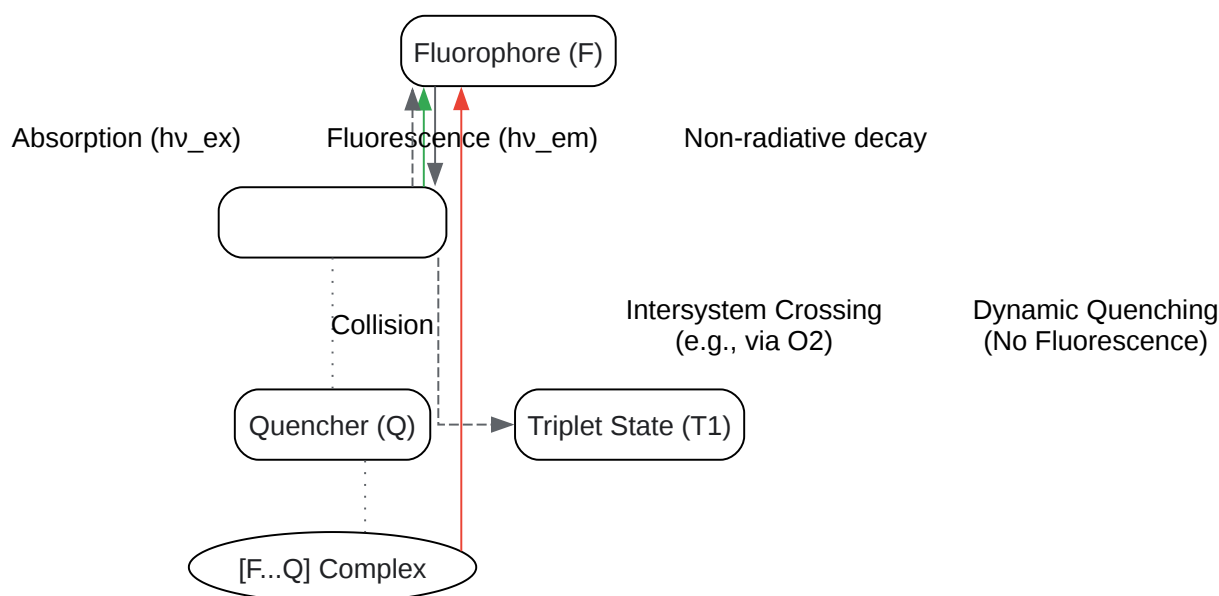 Fluorophore (F)
Absorption (hν_ex)
Fluorescence (hν_em)
Non-radiative decay
Collision
Intersystem Crossing
(e.g., via O2)
Dynamic Quenching
(No Fluorescence)
Quencher (Q)
Triplet State (T1)
[F...Q] Complex